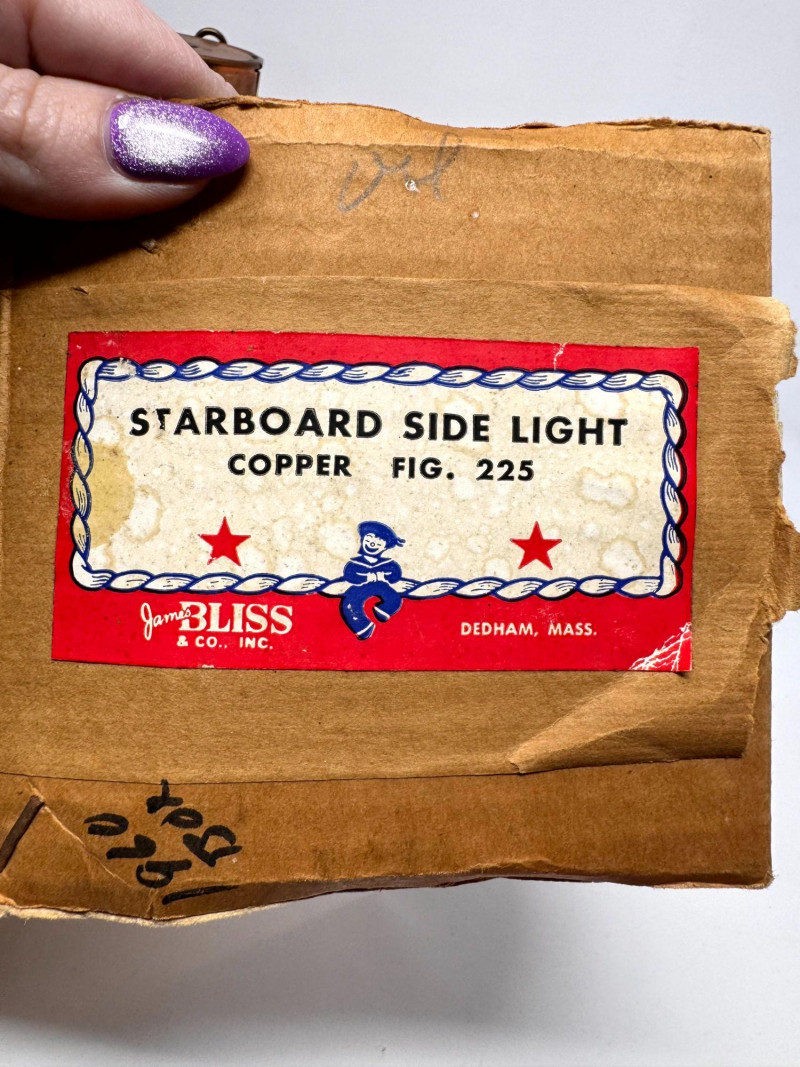 STARBOARD SIDE LIGHT
COPPER FIG. 225
James BLISS
& CO., INC.
DEDHAM, MASS.